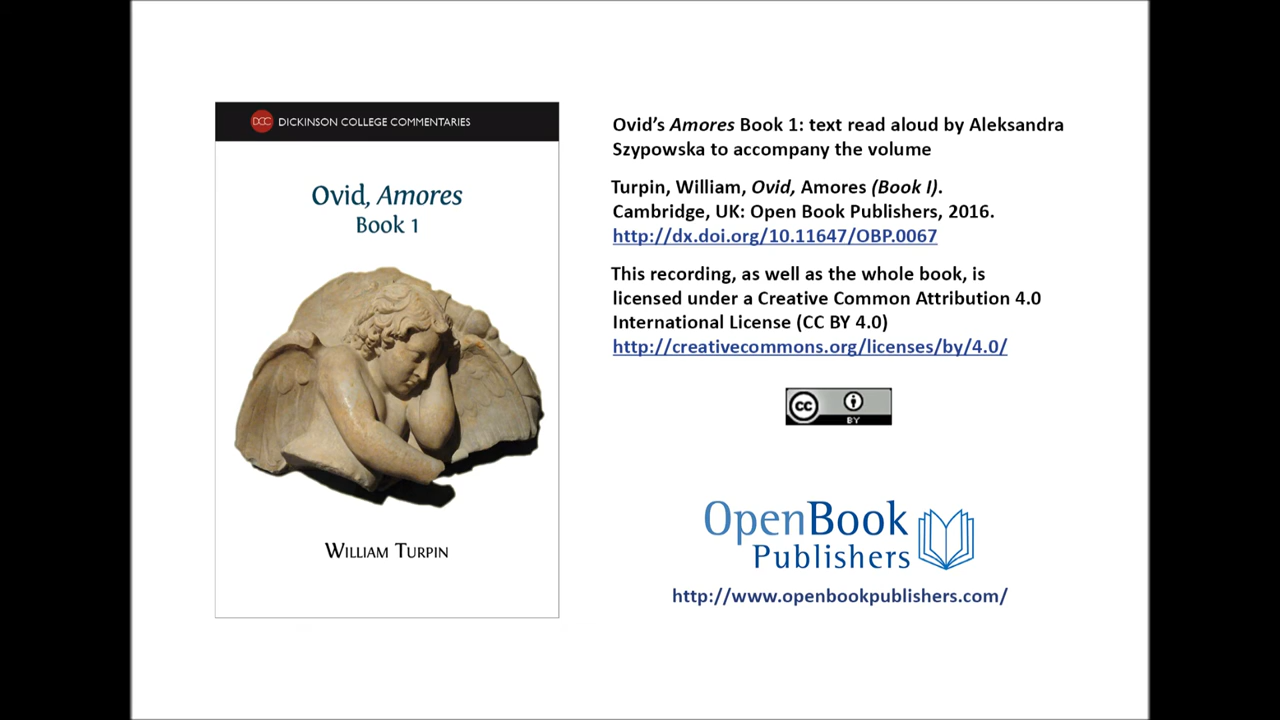 DCC DICKINSON COLLEGE COMMENTARIES
Ovid, Amores
Book 1
WILLIAM TURPIN
Ovid's Amores Book 1: text read aloud by Aleksandra
Szypowska to accompany the volume
Turpin, William, Ovid, Amores (Book I).
Cambridge, UK: Open Book Publishers, 2016.
http://dx.doi.org/10.11647/OBP.0067
This recording, as well as the whole book, is
licensed under a Creative Common Attribution 4.0
International License (CC BY 4.0)
http://creativecommons.org/licenses/by/4.0/
cc
BY
OpenBook
Publishers
http://www.openbookpublishers.com/